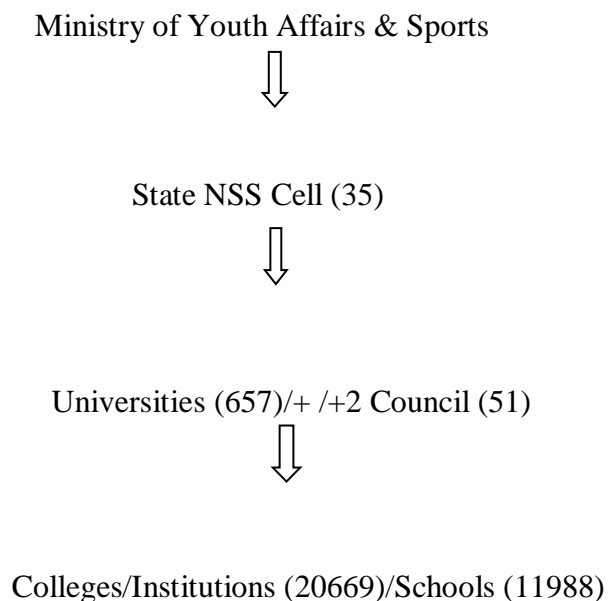 Ministry of Youth Affairs & Sports
State NSS Cell (35)
Universities (657)/+ /+2 Council (51)
Colleges/Institutions (20669)/Schools (11988)